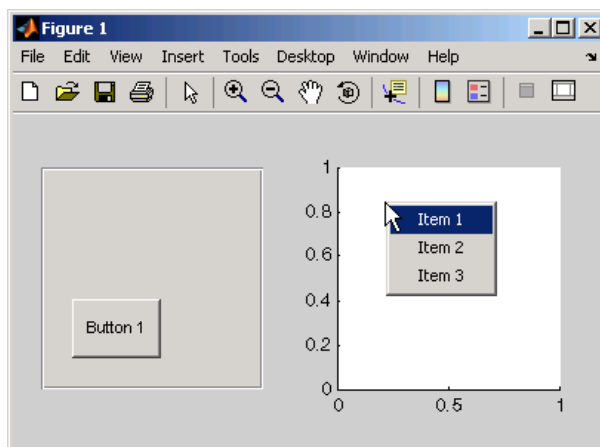 Figure 1
File Edit View Insert Tools Desktop Window Help
1
0.8
0.6
0.4
0.2
0
0 0.5 1
Item 1
Item 2
Item 3
Button 1